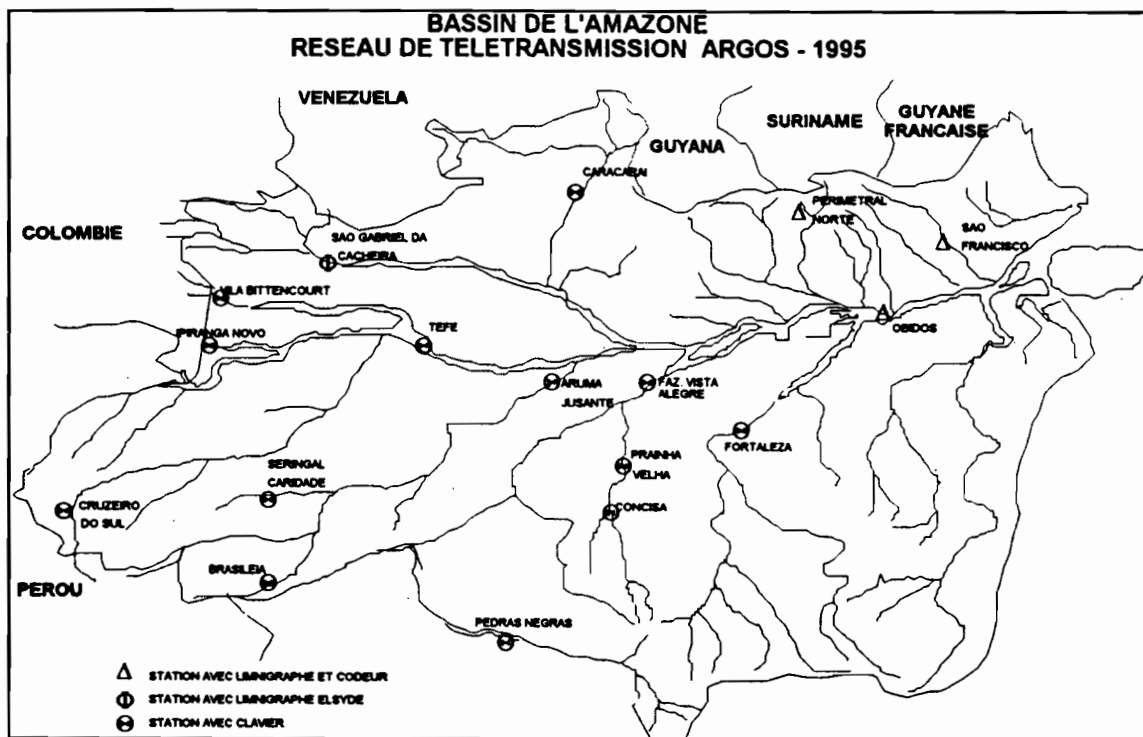 BASSIN DE L'AMAZONE
RESEAU DE TELETRANSMISSION ARGOS - 1995
VENEZUELA
SURINAME
GUYANE
FRANCAISE
GUYANA
CARACARAI
PERIMETRAL
NORTE
SAO
FRANCISCO
COLOMBIE
SAO GABRIEL DA
CACHEIRA
VILA BITTENCOURT
IPIRANGA NOVO
TEFE
OBIDOS
ARUMA
JUSANTE
FAZ. VISTA
ALEGRE
FORTALEZA
PRAINHA
VELHA
SERINGAL
CARIDADE
CRUZEIRO
DO SUL
CONCISA
PEROU
BRASILEIA
PEDRAS NEGRAS
STATION AVEC LIMNIGRAPHE ET CODEUR
STATION AVEC LIMNIGRAPHE ELSYDE
STATION AVEC CLAVIER